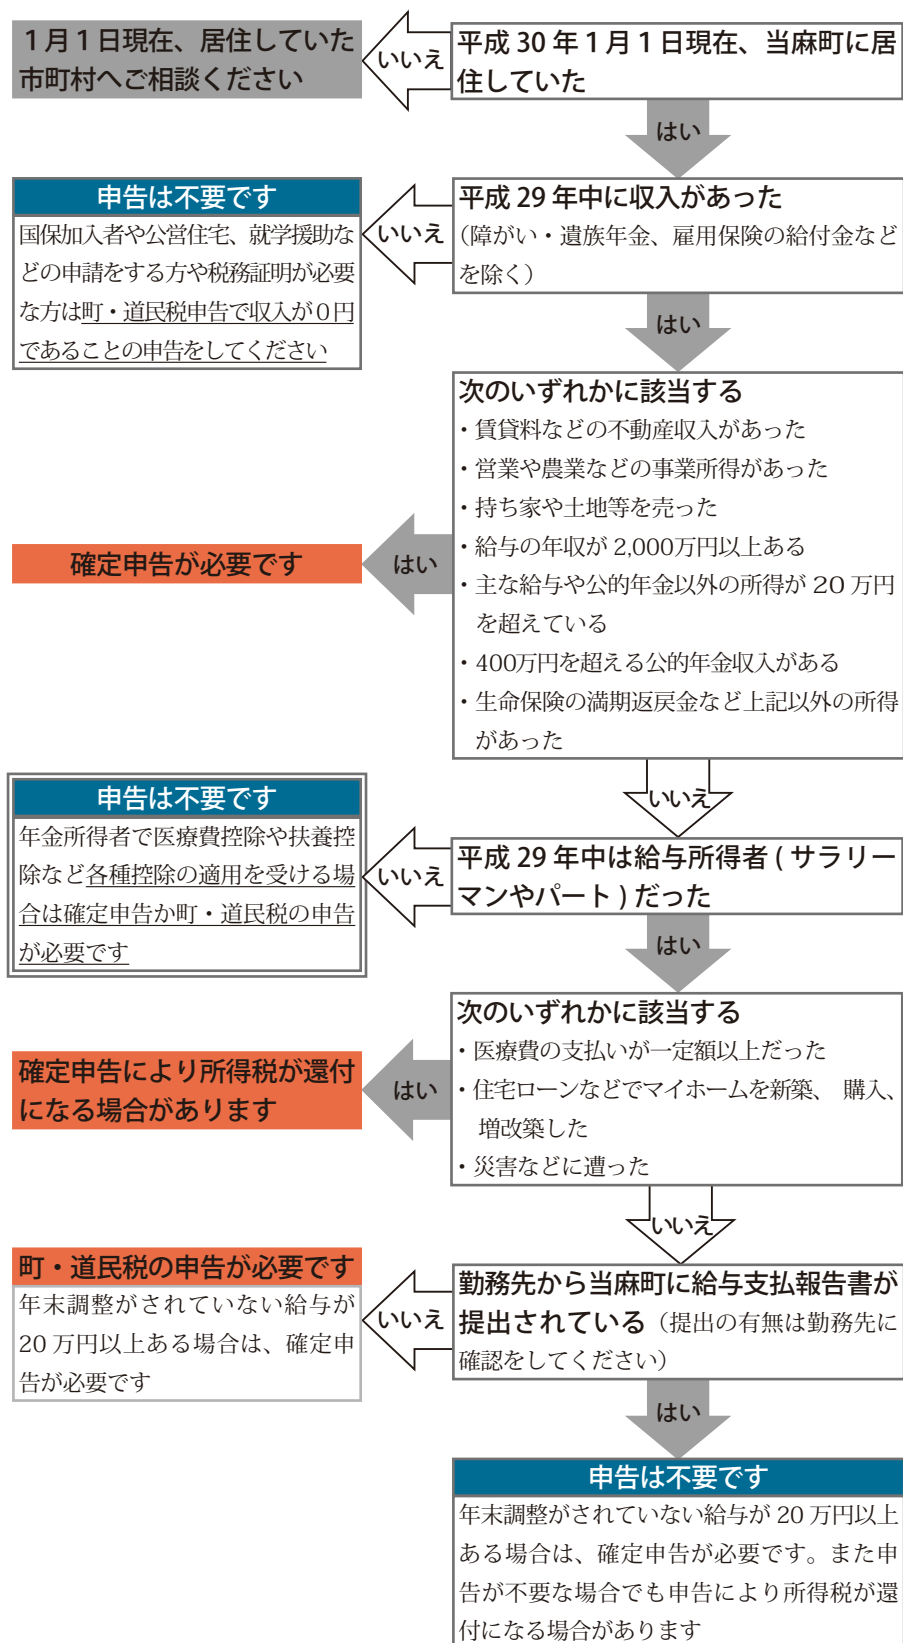 1月1日現在、居住していた
市町村へご相談ください
いいえ
平成 30 年1月1日現在、当麻町に居
住していた
はい
申告は不要です
国保加入者や公営住宅、就学援助な
どの申請をする方や税務証明が必要
な方は町・道民税申告で収入が0円
であることの申告をしてください
いいえ
平成 29 年中に収入があった
(障がい・遺族年金、雇用保険の給付金など
を除く)
はい
次のいずれかに該当する
・賃貸料などの不動産収入があった
・営業や農業などの事業所得があった
・持ち家や土地等を売った
・給与の年収が 2,000万円以上ある
・主な給与や公的年金以外の所得が 20 万円
を超えている
・400万円を超える公的年金収入がある
・生命保険の満期返戻金など上記以外の所得
があった
はい
確定申告が必要です
いいえ
申告は不要です
年金所得者で医療費控除や扶養控
除など各種控除の適用を受ける場
合は確定申告か町・道民税の申告
が必要です
いいえ
平成 29 年中は給与所得者 ( サラリー
マンやパート ) だった
はい
次のいずれかに該当する
・医療費の支払いが一定額以上だった
・住宅ローンなどでマイホームを新築、 購入、
増改築した
・災害などに遭った
はい
確定申告により所得税が還付
になる場合があります
いいえ
町・道民税の申告が必要です
年末調整がされていない給与が
20 万円以上ある場合は、確定申
告が必要です
いいえ
勤務先から当麻町に給与支払報告書が
提出されている(提出の有無は勤務先に
確認をしてください)
はい
申告は不要です
年末調整がされていない給与が 20 万円以上
ある場合は、確定申告が必要です。また申
告が不要な場合でも申告により所得税が還
付になる場合があります